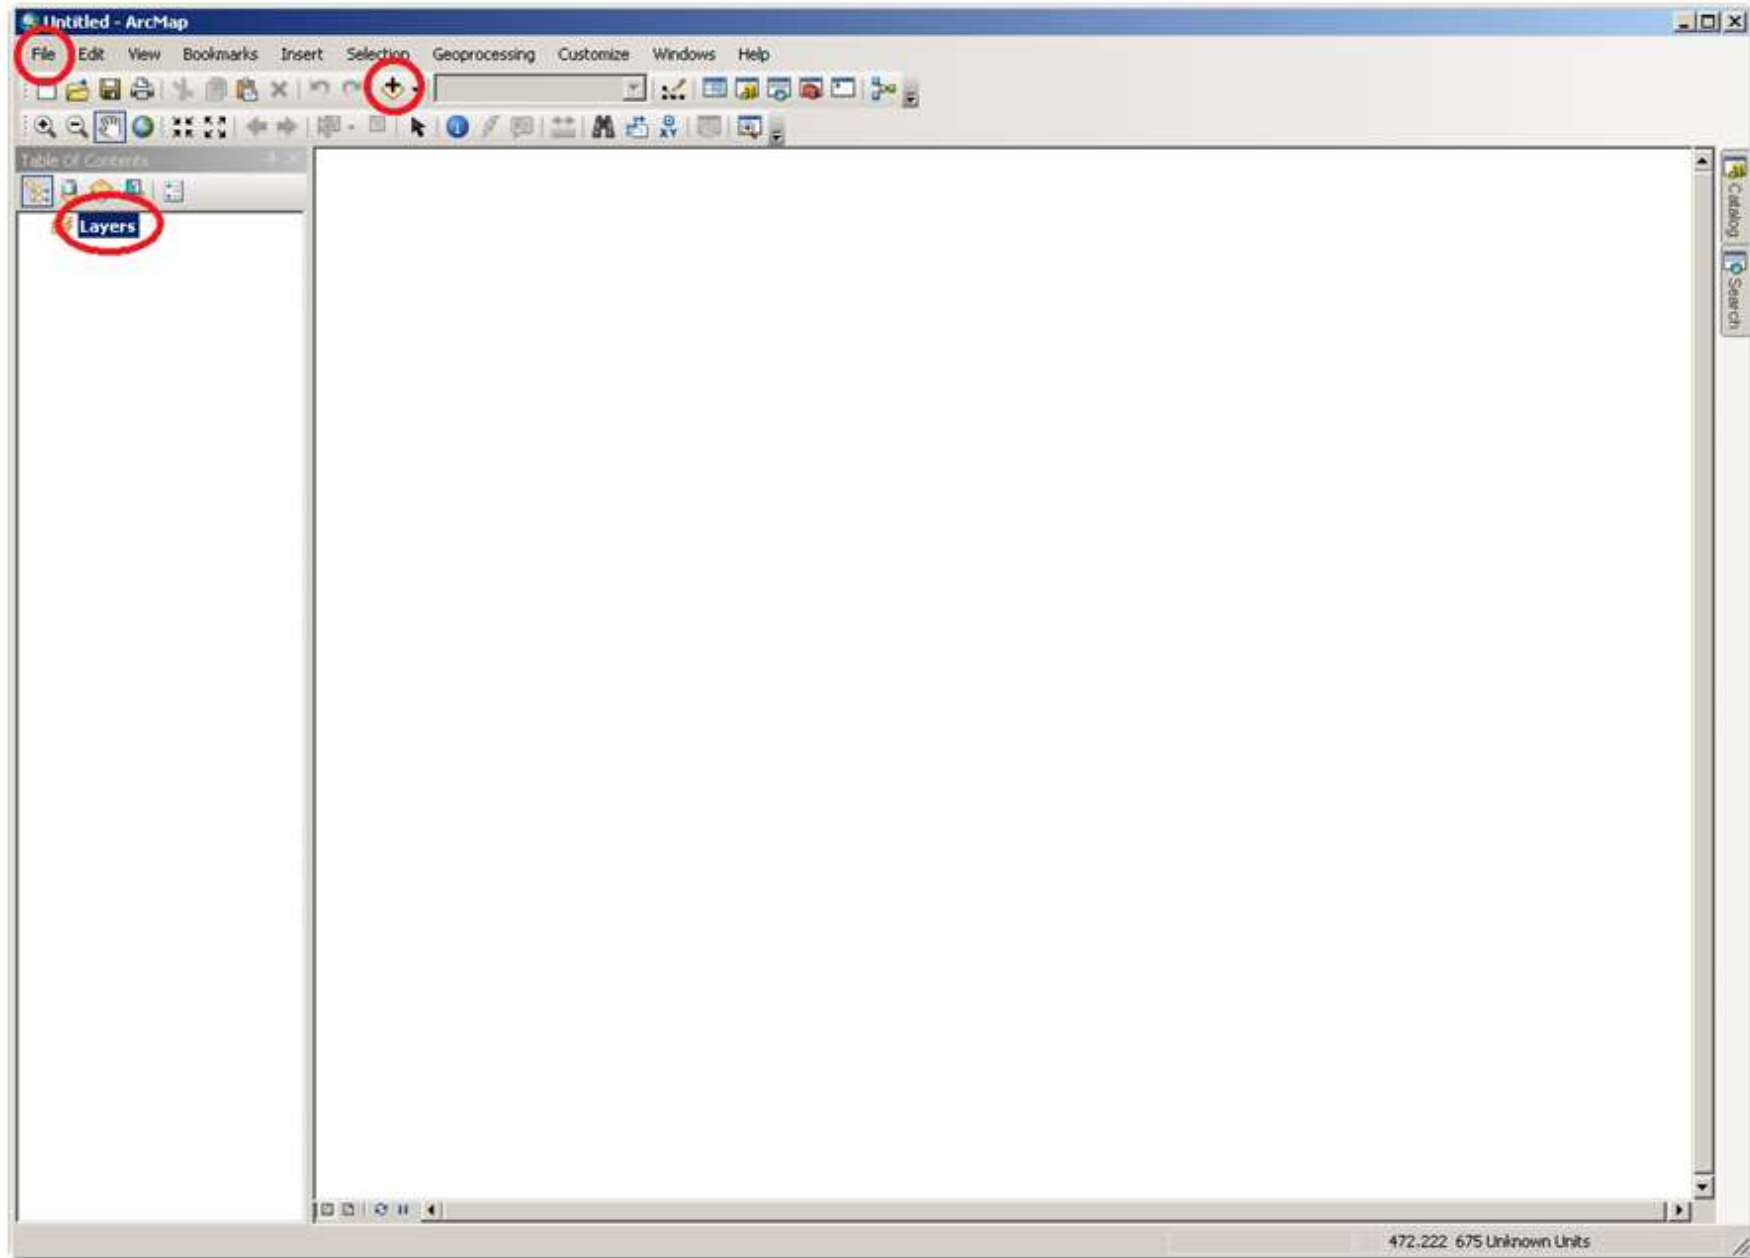 Untitled - ArcMap
File Edit View Bookmarks Insert Selection Geoprocessing Customize Windows Help
Table Of Contents
Layers
Catalog
Search
472.222 675 Unknown Units